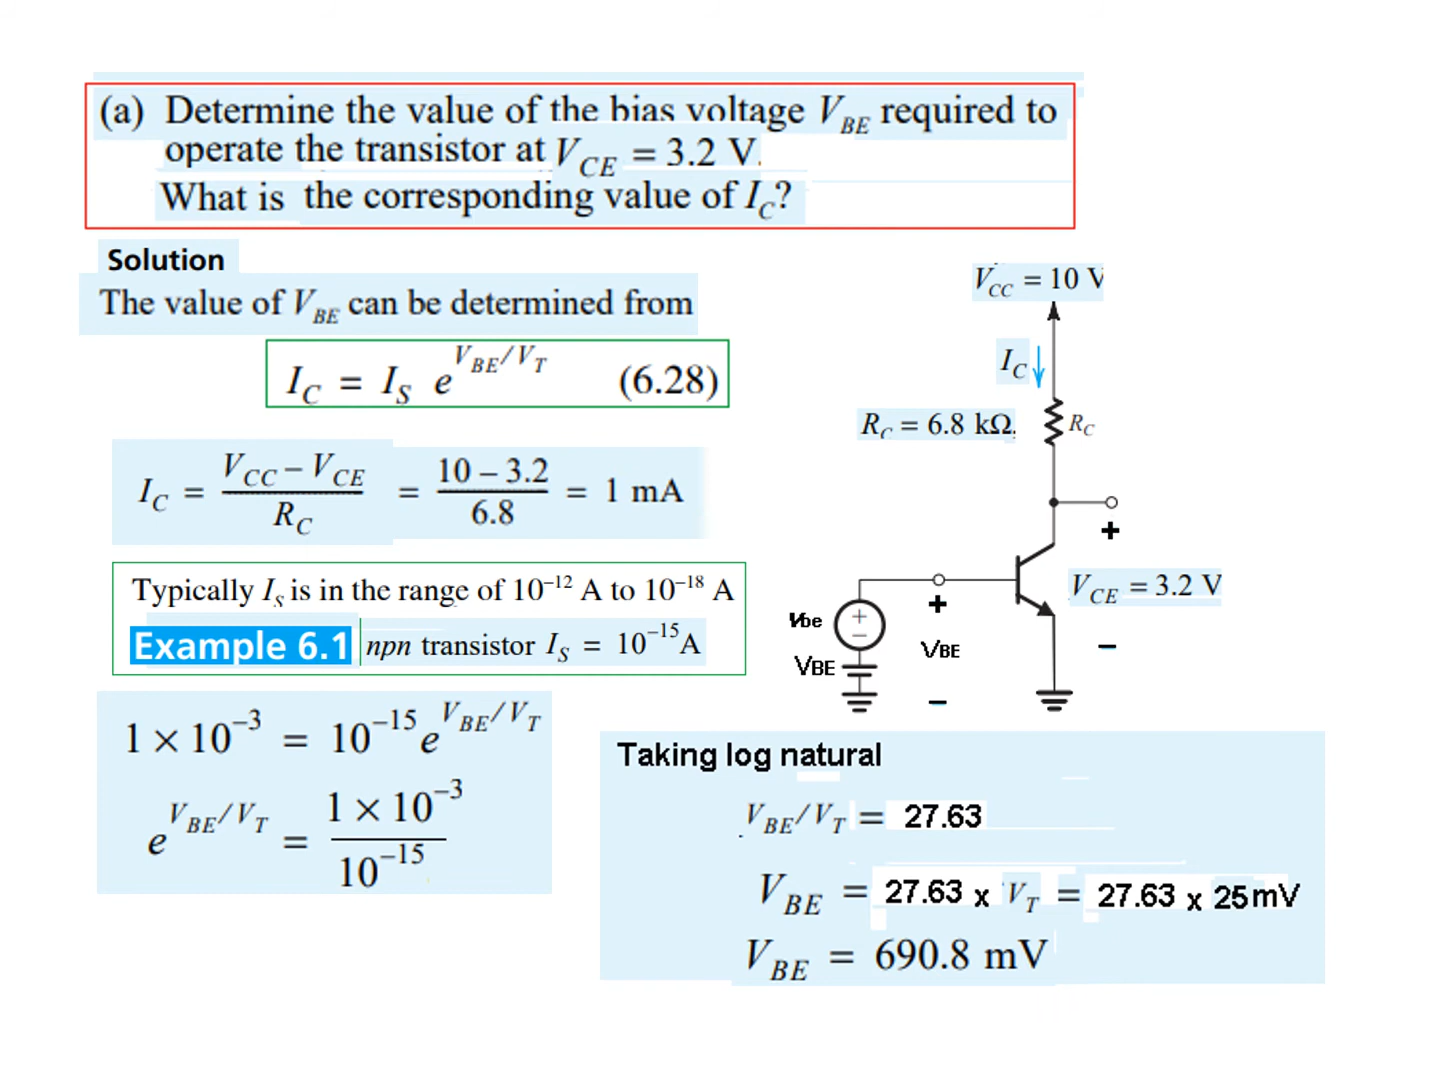 (a) Determine the value of the bias voltage V_BE required to
operate the transistor at V_CE = 3.2 V.
What is the corresponding value of I_C?
Solution
The value of V_BE can be determined from
I_C = I_S e^(V_BE/V_T) (6.28)
I_C = (V_CC − V_CE)/R_C = (10 − 3.2)/6.8 = 1 mA
Typically I_S is in the range of 10^−12 A to 10^−18 A
Example 6.1 npn transistor I_S = 10^−15 A
1 × 10^−3 = 10^−15 e^(V_BE/V_T)
e^(V_BE/V_T) = (1 × 10^−3)/10^−15
V_CC = 10 V
I_C ↓
R_C = 6.8 kΩ, R_C
+
V_CE = 3.2 V
−
Vbe + −
VBE
+
VBE
−
Taking log natural
V_BE/V_T = 27.63
V_BE = 27.63 x V_T = 27.63 x 25mV
V_BE = 690.8 mV